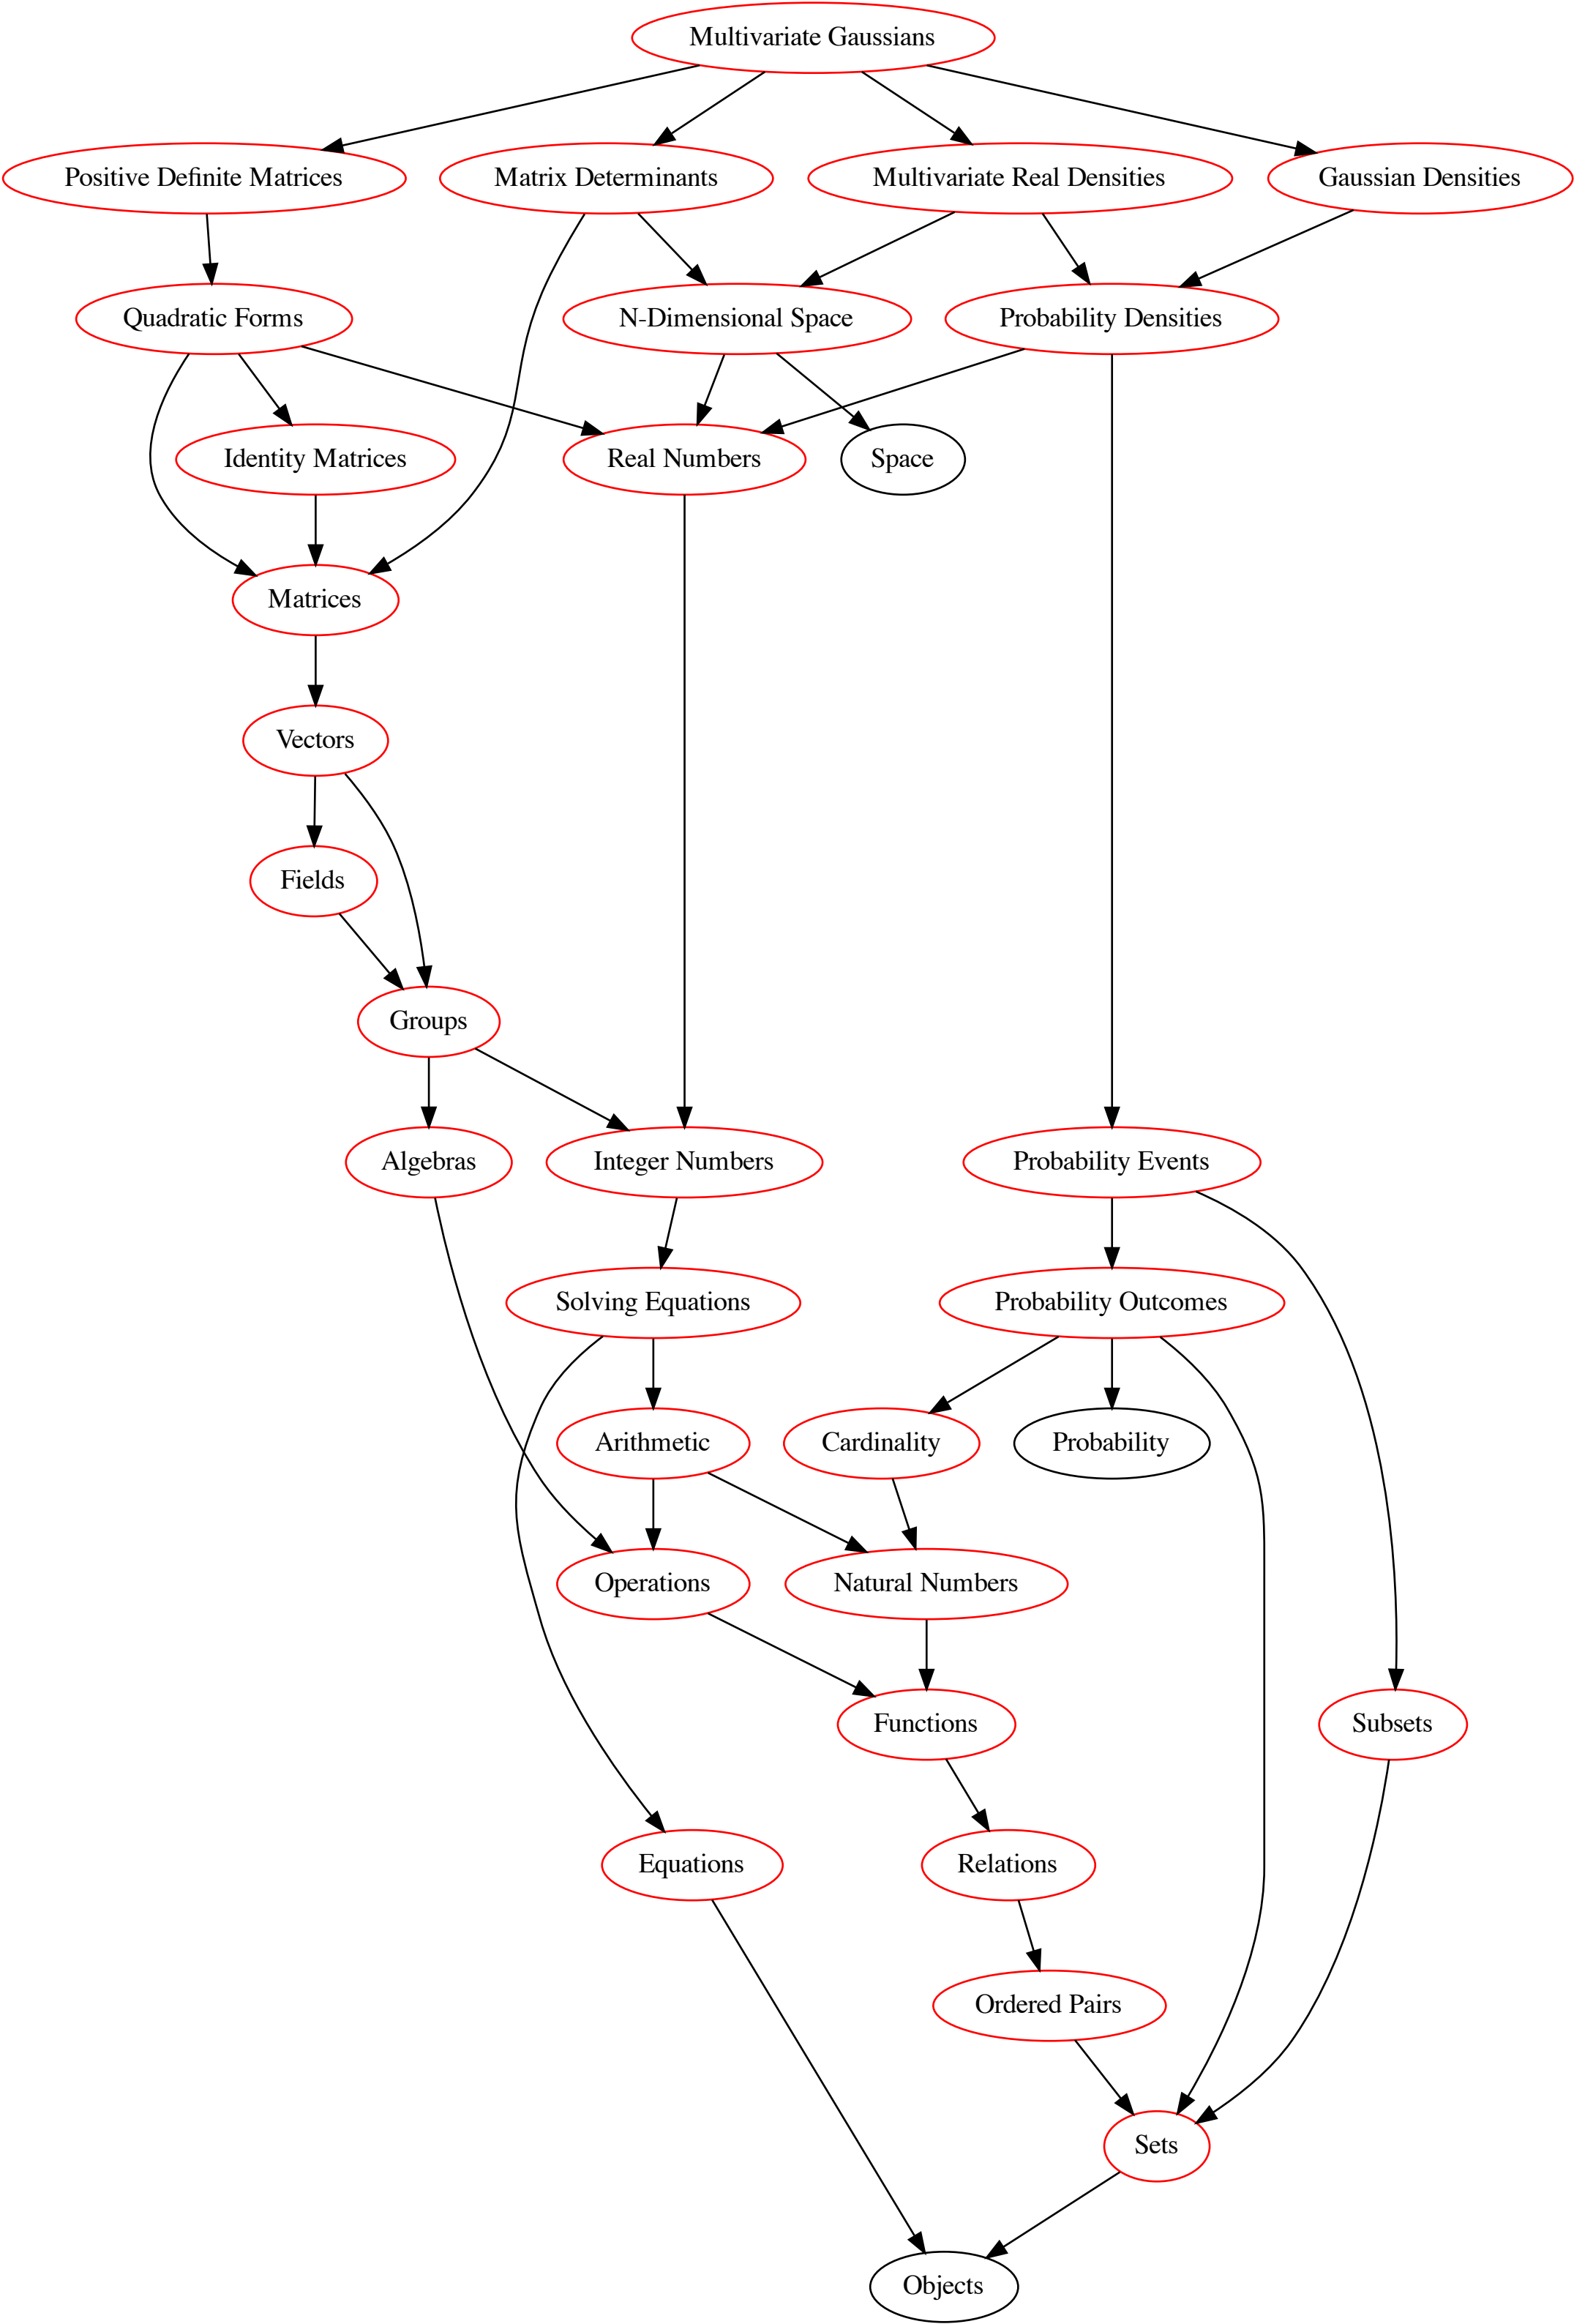 Multivariate Gaussians
Positive Definite Matrices
Matrix Determinants
Multivariate Real Densities
Gaussian Densities
Quadratic Forms
N-Dimensional Space
Probability Densities
Identity Matrices
Real Numbers
Space
Matrices
Vectors
Fields
Groups
Algebras
Integer Numbers
Probability Events
Solving Equations
Probability Outcomes
Arithmetic
Cardinality
Probability
Operations
Natural Numbers
Functions
Subsets
Equations
Relations
Ordered Pairs
Sets
Objects